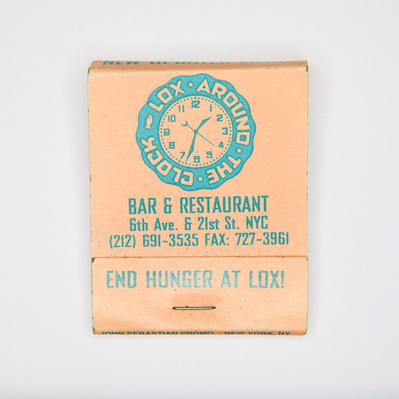 LOX • AROUND • THE • CLOCK
12 1 2 3 4 5 6 7 8 9 10 11
BAR & RESTAURANT
6th Ave. & 21st St. NYC
(212) 691-3535 FAX: 727-3961
END HUNGER AT LOX!
JOHN SEBASTIAN PROMO. NEW YORK, NY